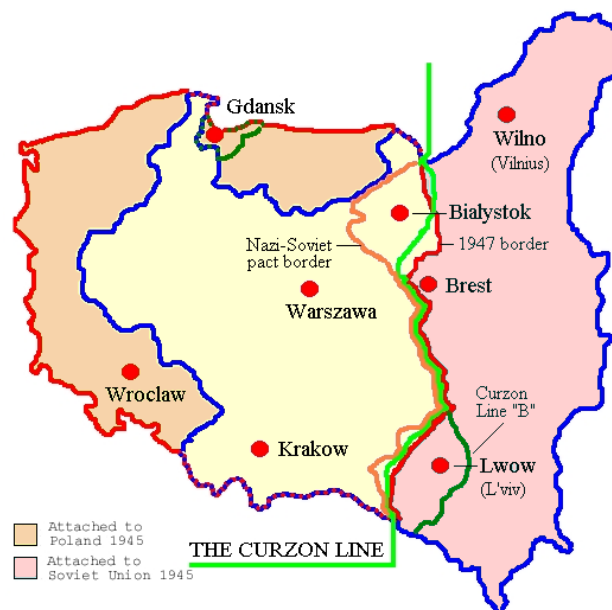 Gdansk
Wilno
(Vilnius)
Bialystok
Nazi-Soviet
pact border
1947 border
Warszawa
Brest
Wroclaw
Curzon
Line "B"
Krakow
Lwow
(L'viv)
Attached to
Poland 1945
Attached to
Soviet Union 1945
THE CURZON LINE